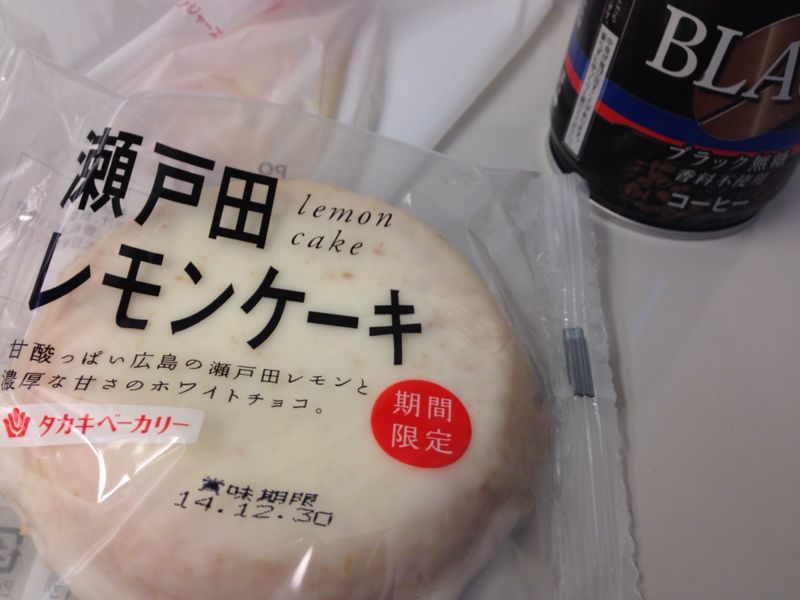 瀬戸田
lemon
cake
レモンケーキ
甘酸っぱい広島の瀬戸田レモンと
濃厚な甘さのホワイトチョコ。
期間
限定
タカキベーカリー
賞味期限
14.12.30
BLA
ブラック無糖
香料不使用
コーヒー